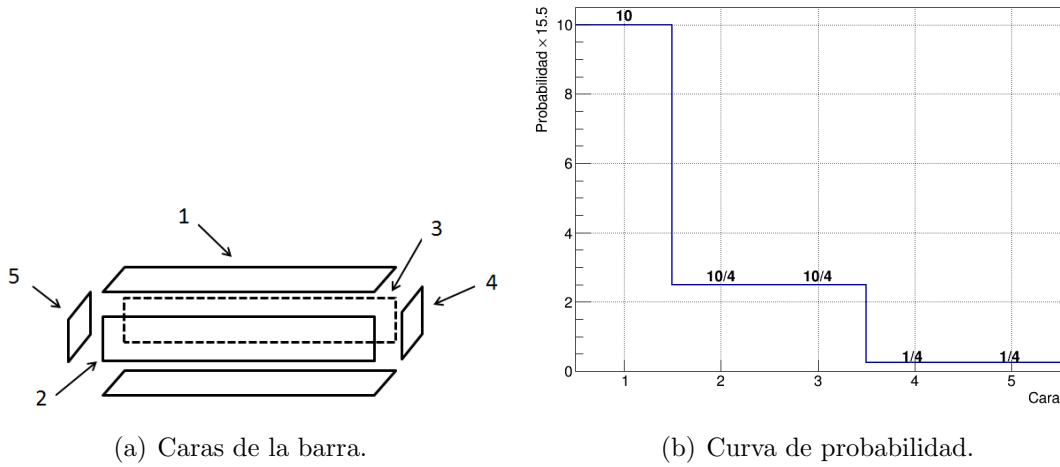 1
3
5
4
2
(a) Caras de la barra.
Probabilidad × 15.5
10
8
6
4
2
0
10
10/4 10/4
1/4 1/4
1 2 3 4 5
Cara
(b) Curva de probabilidad.